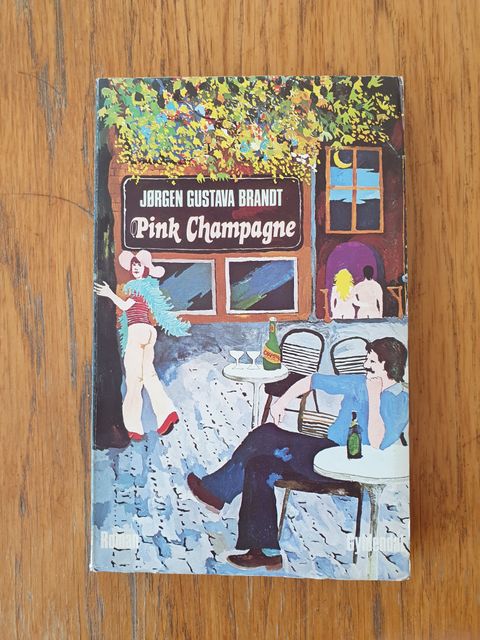 JØRGEN GUSTAVA BRANDT
Pink Champagne
Roman
Gyldendal